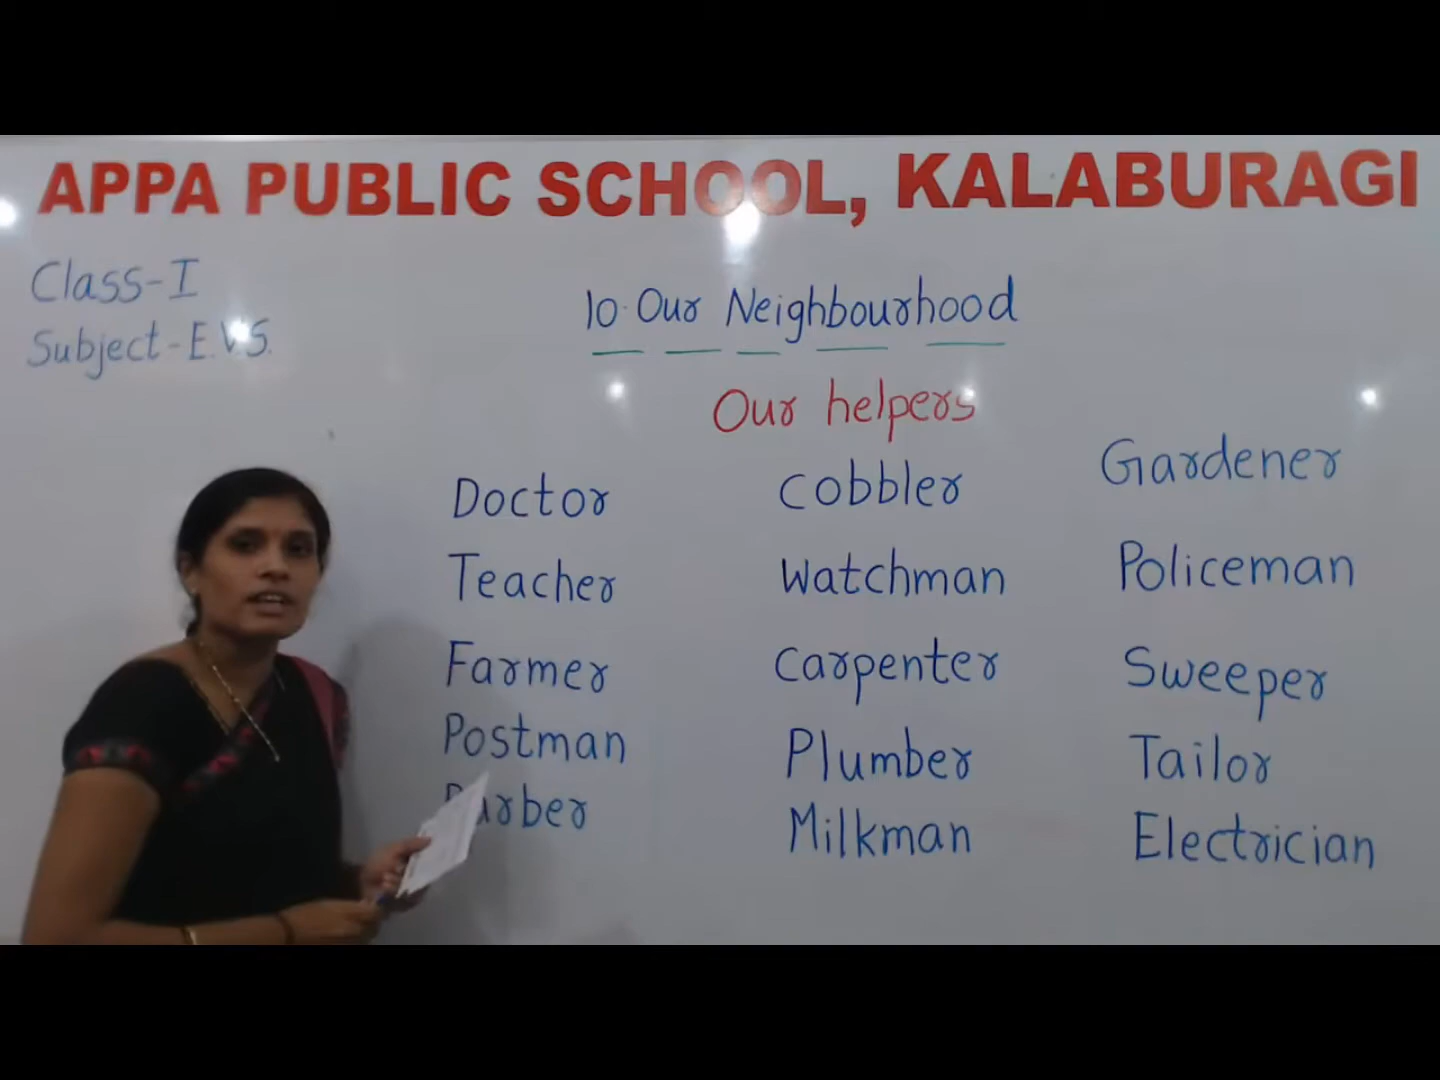 APPA PUBLIC SCHOOL, KALABURAGI
Class-I
Subject-E.V.S.
10. Our Neighbourhood
Our helpers
Doctor
Teacher
Farmer
Postman
Barber
Cobbler
Watchman
Carpenter
Plumber
Milkman
Gardener
Policeman
Sweeper
Tailor
Electrician